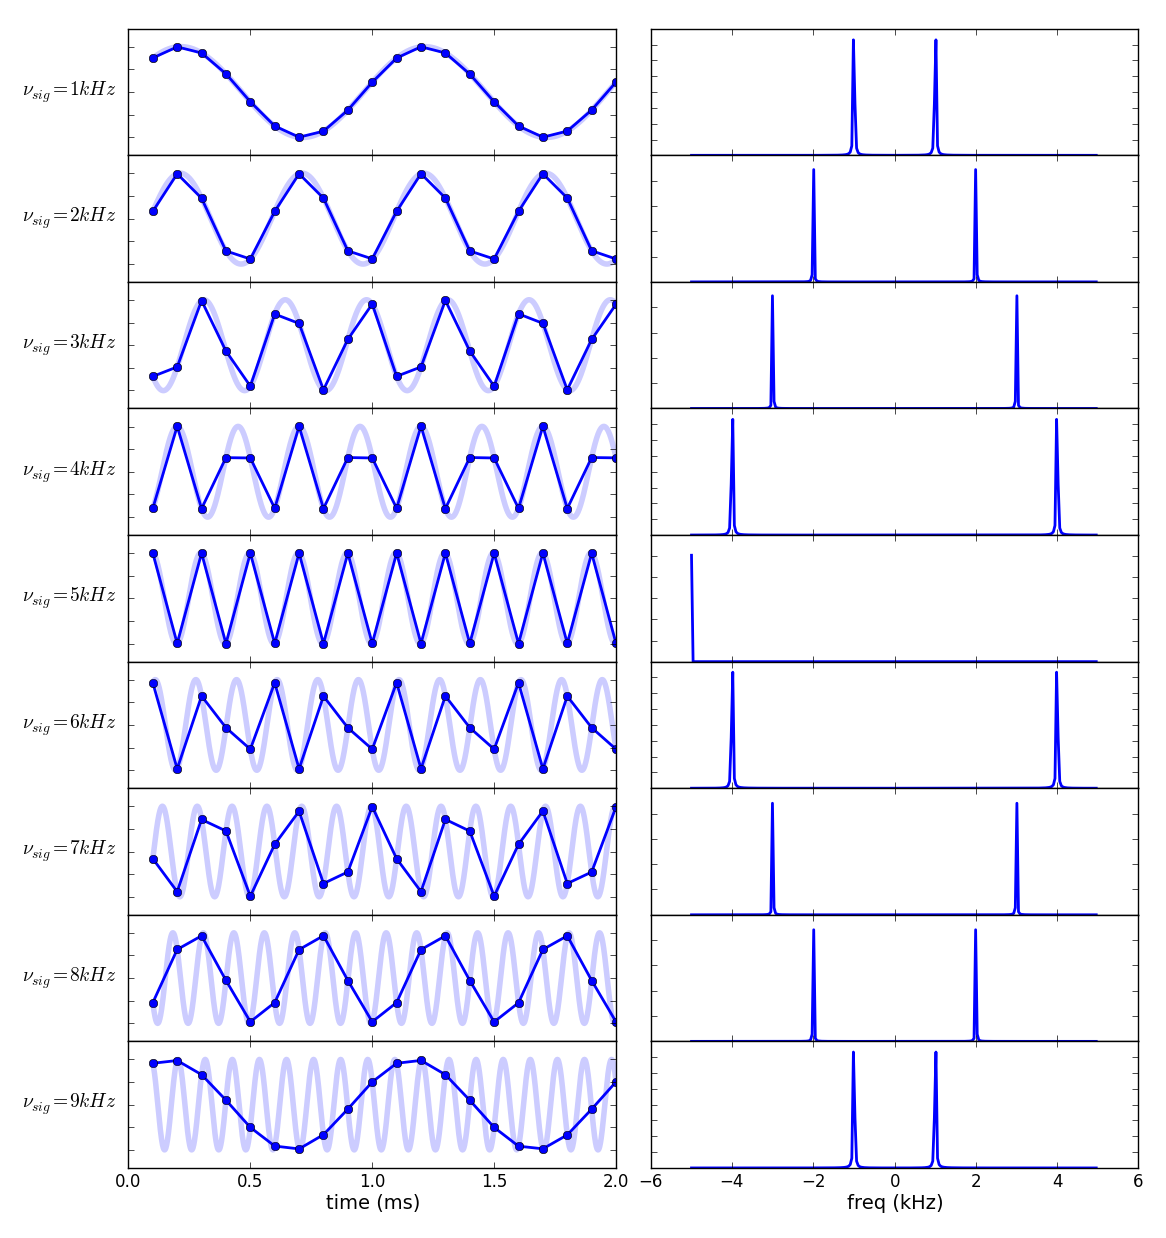 ν_sig = 1kHz
ν_sig = 2kHz
ν_sig = 3kHz
ν_sig = 4kHz
ν_sig = 5kHz
ν_sig = 6kHz
ν_sig = 7kHz
ν_sig = 8kHz
ν_sig = 9kHz
0.0 0.5 1.0 1.5 2.0
time (ms)
−6 −4 −2 0 2 4 6
freq (kHz)